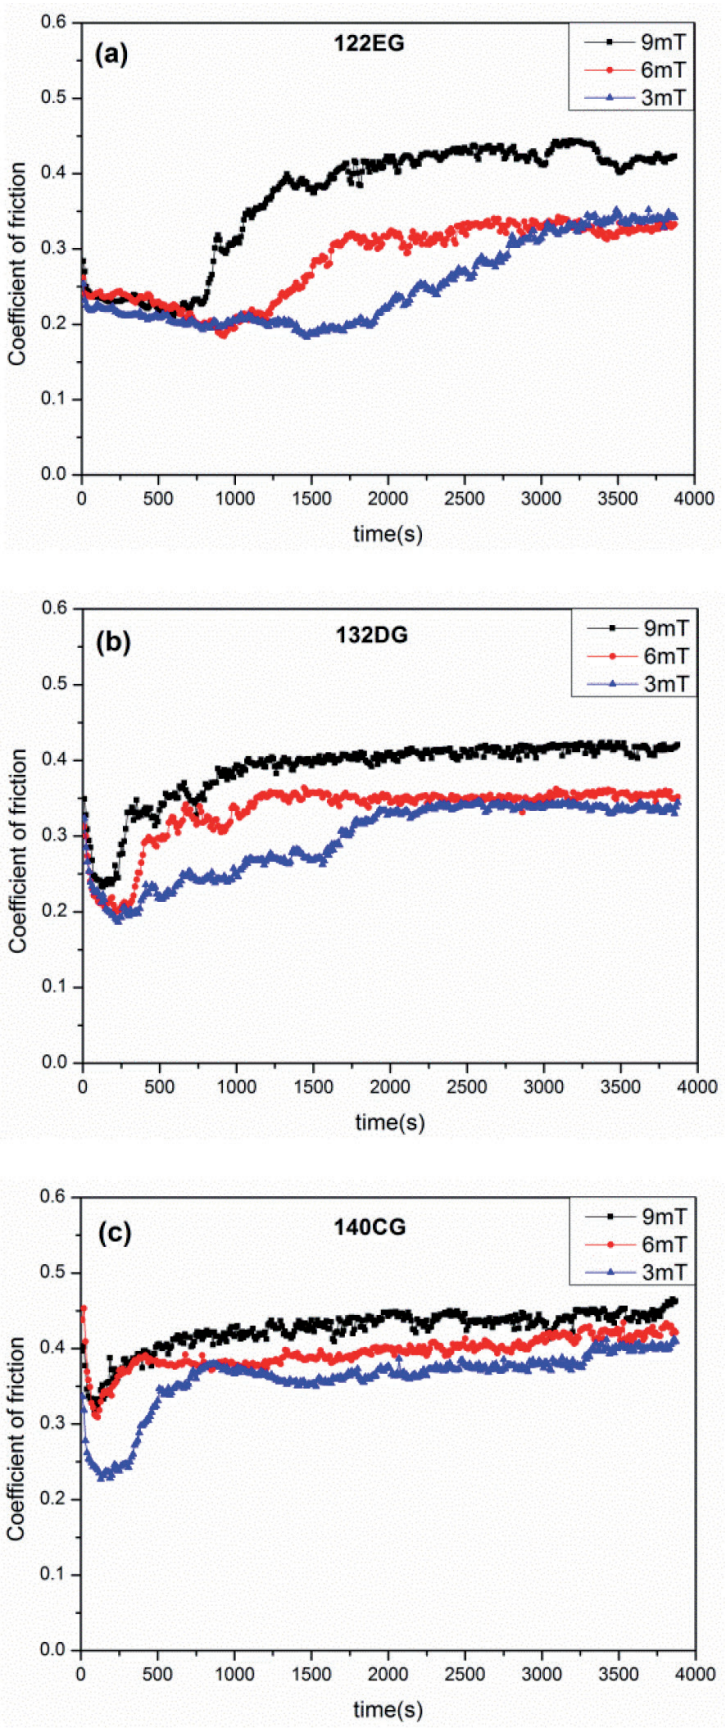 (a)
122EG
9mT
6mT
3mT
0.6
0.5
0.4
0.3
0.2
0.1
0.0
Coefficient of friction
0 500 1000 1500 2000 2500 3000 3500 4000
time(s)
(b)
132DG
9mT
6mT
3mT
0.6
0.5
0.4
0.3
0.2
0.1
0.0
Coefficient of friction
0 500 1000 1500 2000 2500 3000 3500 4000
time(s)
(c)
140CG
9mT
6mT
3mT
0.6
0.5
0.4
0.3
0.2
0.1
0.0
Coefficient of friction
0 500 1000 1500 2000 2500 3000 3500 4000
time(s)